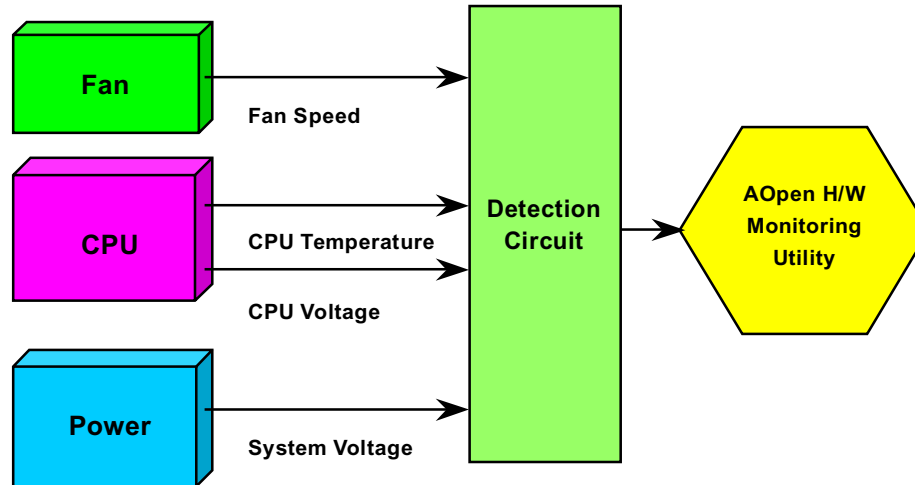 Fan
Fan Speed
CPU
CPU Temperature
CPU Voltage
Power
System Voltage
Detection
Circuit
AOpen H/W
Monitoring
Utility